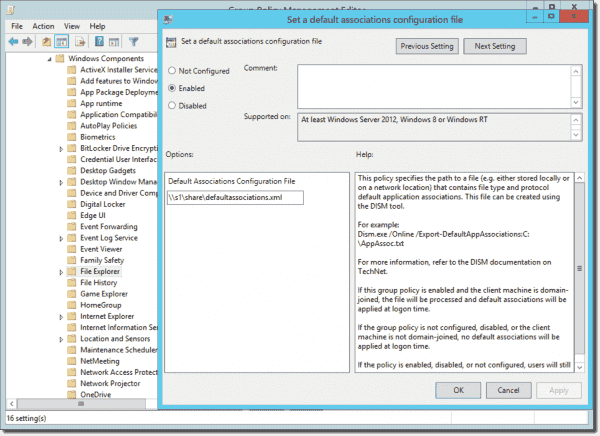 Group Policy Management Editor
Set a default associations configuration file
File Action View Help
Windows Components
ActiveX Installer Service
Add features to Window
App Package Deployme
App runtime
Application Compatibil
AutoPlay Policies
Biometrics
BitLocker Drive Encrypti
Credential User Interfac
Desktop Gadgets
Desktop Window Mana
Device and Driver Comp
Digital Locker
Edge UI
Event Forwarding
Event Log Service
Event Viewer
Family Safety
File Explorer
File History
Game Explorer
HomeGroup
Internet Explorer
Internet Information Ser
Location and Sensors
Maintenance Scheduler
NetMeeting
Network Access Protect
Network Projector
OneDrive
16 setting(s)
Set a default associations configuration file
Previous Setting
Next Setting
Not Configured
Enabled
Disabled
Comment:
Supported on:
At least Windows Server 2012, Windows 8 or Windows RT
Options:
Default Associations Configuration File
\\s1\share\defaultassociations.xml
Help:
This policy specifies the path to a file (e.g. either stored locally or
on a network location) that contains file type and protocol
default application associations. This file can be created using
the DISM tool.
For example:
Dism.exe /Online /Export-DefaultAppAssociations:C:
\AppAssoc.txt
For more information, refer to the DISM documentation on
TechNet.
If this group policy is enabled and the client machine is domain-
joined, the file will be processed and default associations will be
applied at logon time.
If the group policy is not configured, disabled, or the client
machine is not domain-joined, no default associations will be
applied at logon time.
If the policy is enabled, disabled, or not configured, users will still
OK
Cancel
Apply